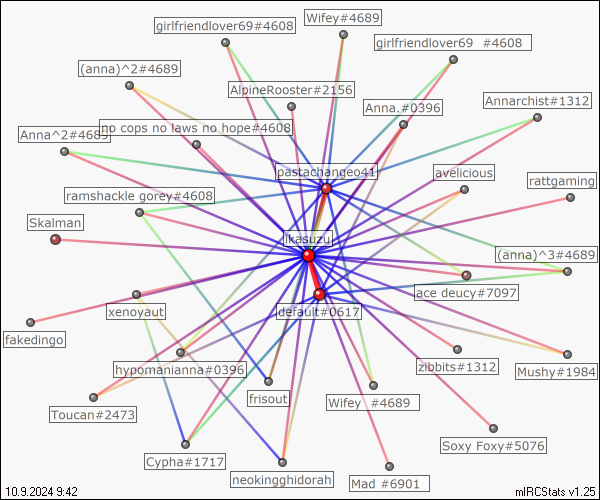 Wifey#4689
girlfriendlover69#4608
girlfriendlover69  #4608
(anna)^2#4689
AlpineRooster#2156
Annarchist#1312
Anna.#0396
no cops no laws no hope#4608
Anna^2#4689
pastachangeo41
avelicious
rattgaming
ramshackle gorey#4608
Skalman
ikasuzu
(anna)^3#4689
ace deucy#7097
xenoyaut
default#0617
fakedingo
zibbits#1312
hypomanianna#0396
Mushy#1984
frisout
Wifey  #4689
Toucan#2473
Soxy Foxy#5076
Cypha#1717
neokingghidorah
Mad #6901
10.9.2024 9:42
mIRCStats v1.25